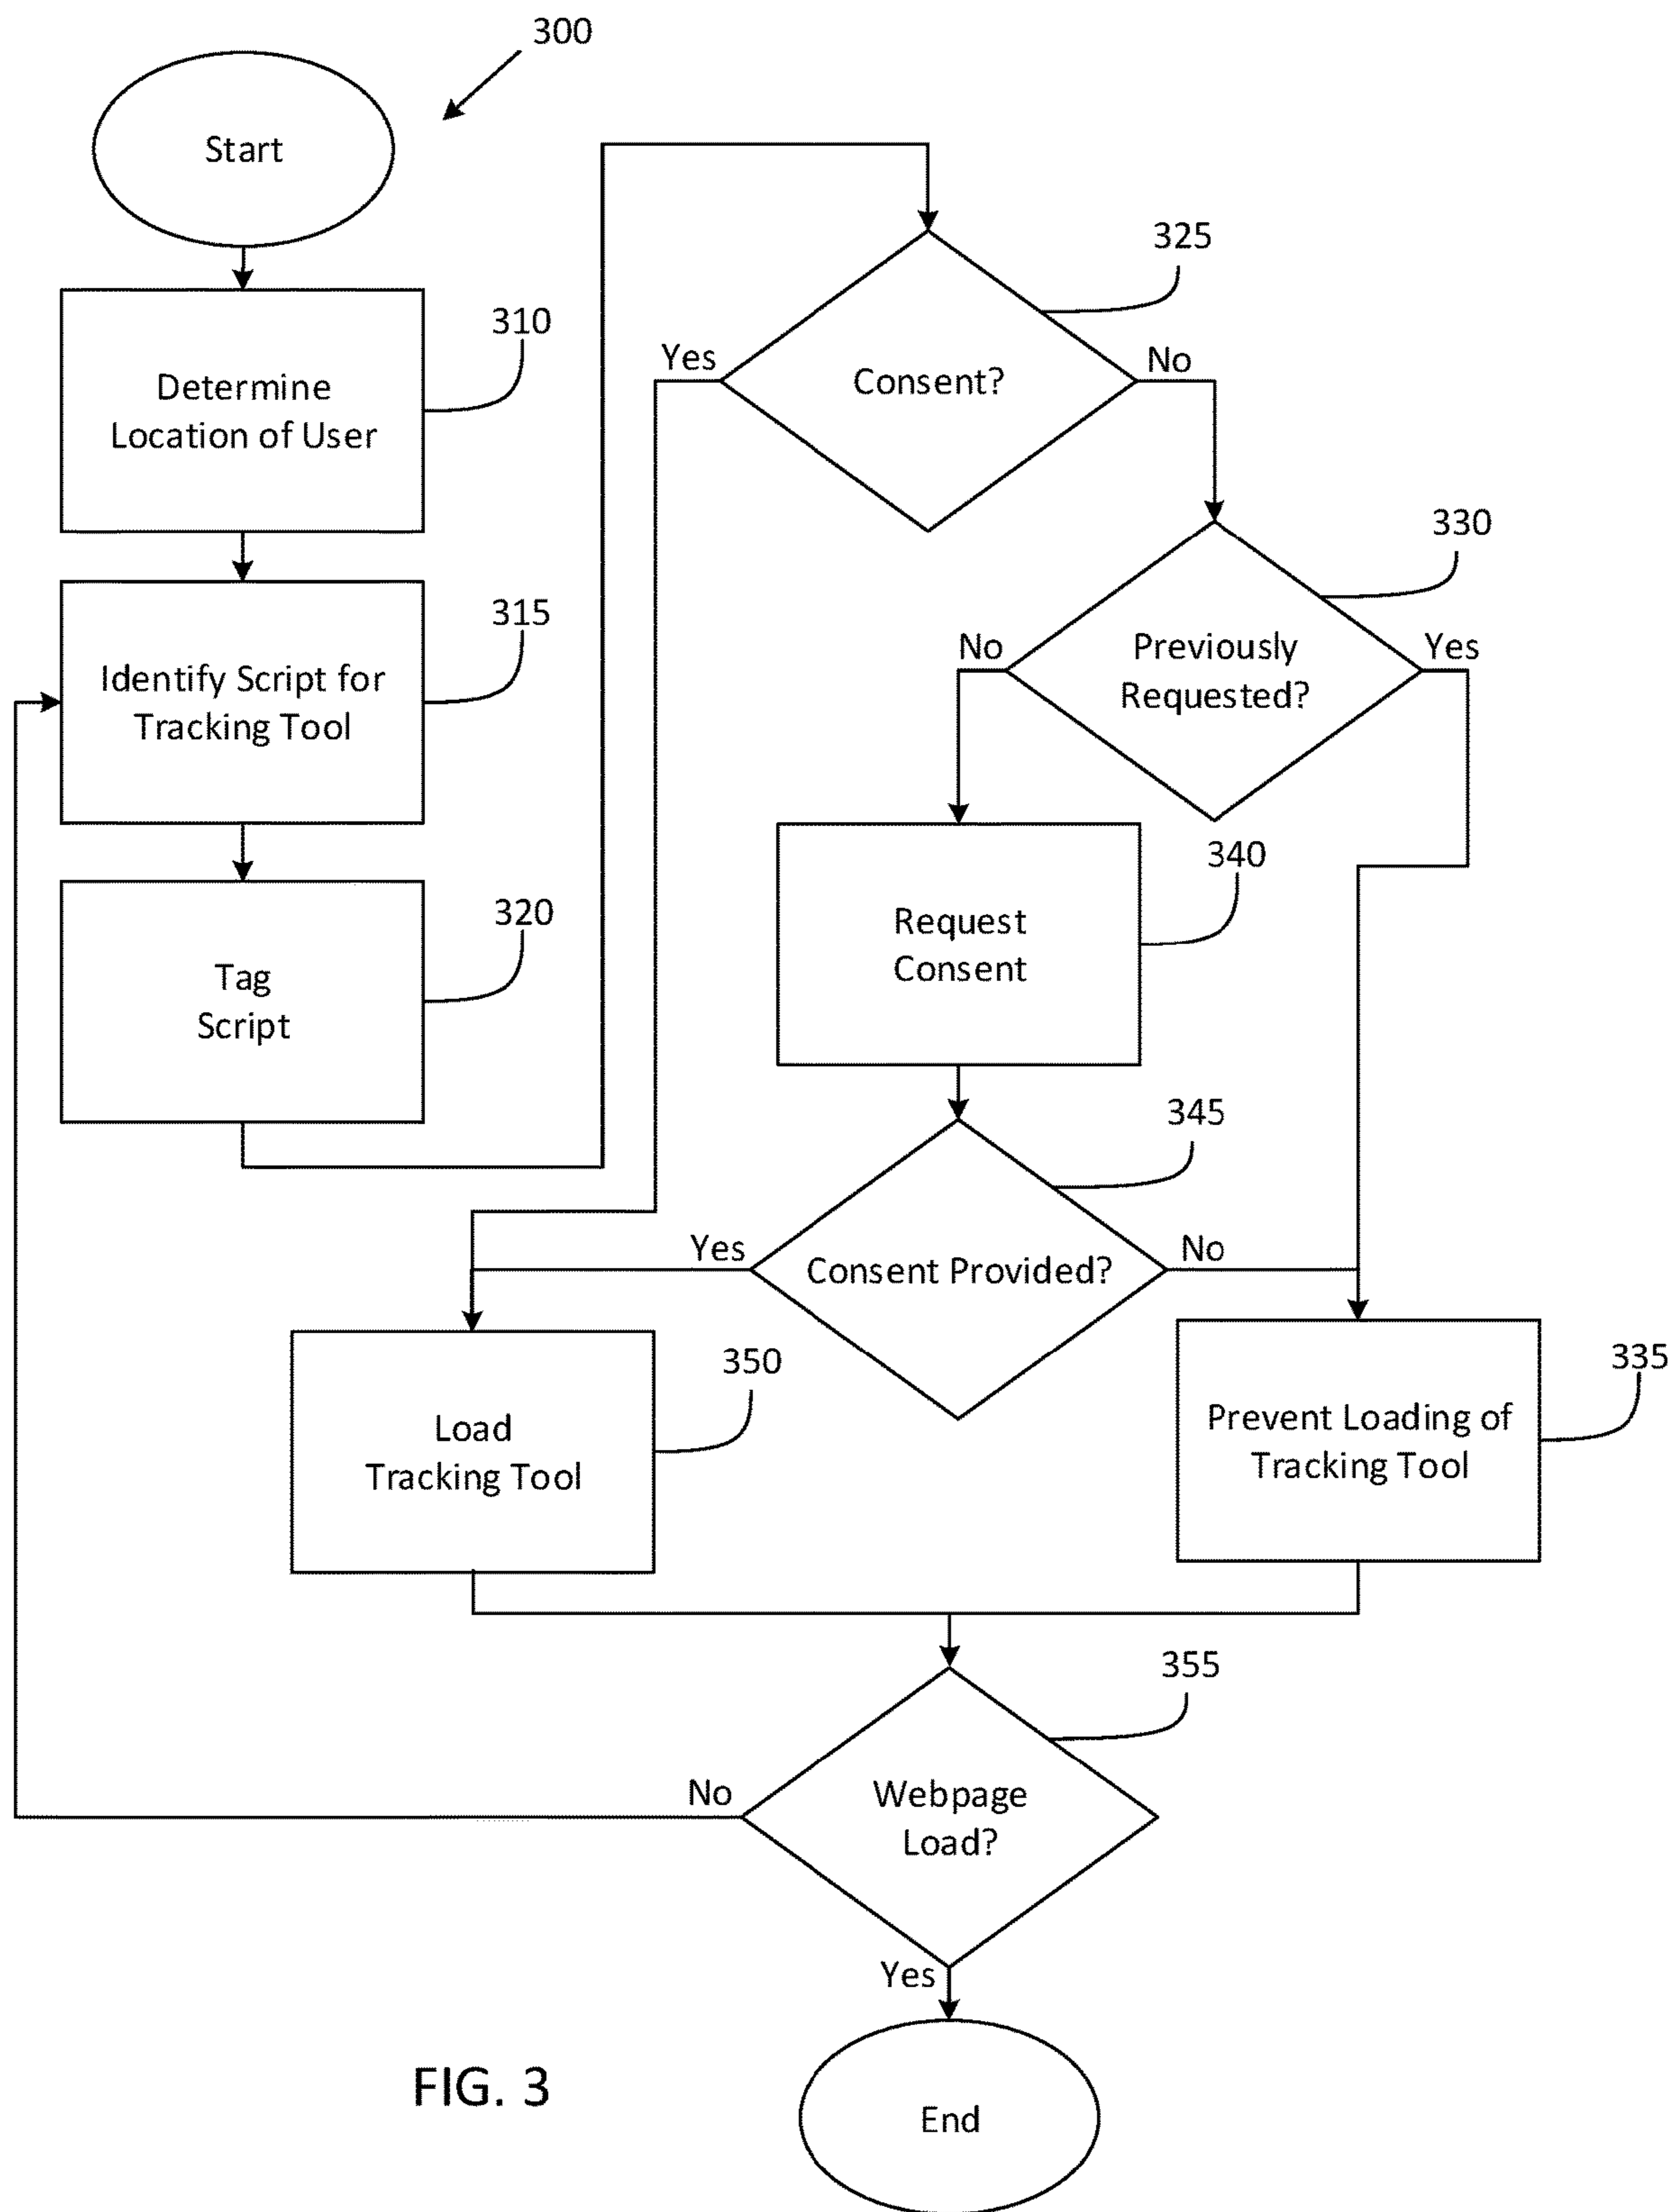 300
Start
310
Determine
Location of User
315
Identify Script for
Tracking Tool
320
Tag
Script
325
Yes
No
Consent?
330
No
Yes
Previously
Requested?
340
Request
Consent
345
Yes
No
Consent Provided?
350
Load
Tracking Tool
335
Prevent Loading of
Tracking Tool
355
No
Webpage
Load?
Yes
End
FIG. 3